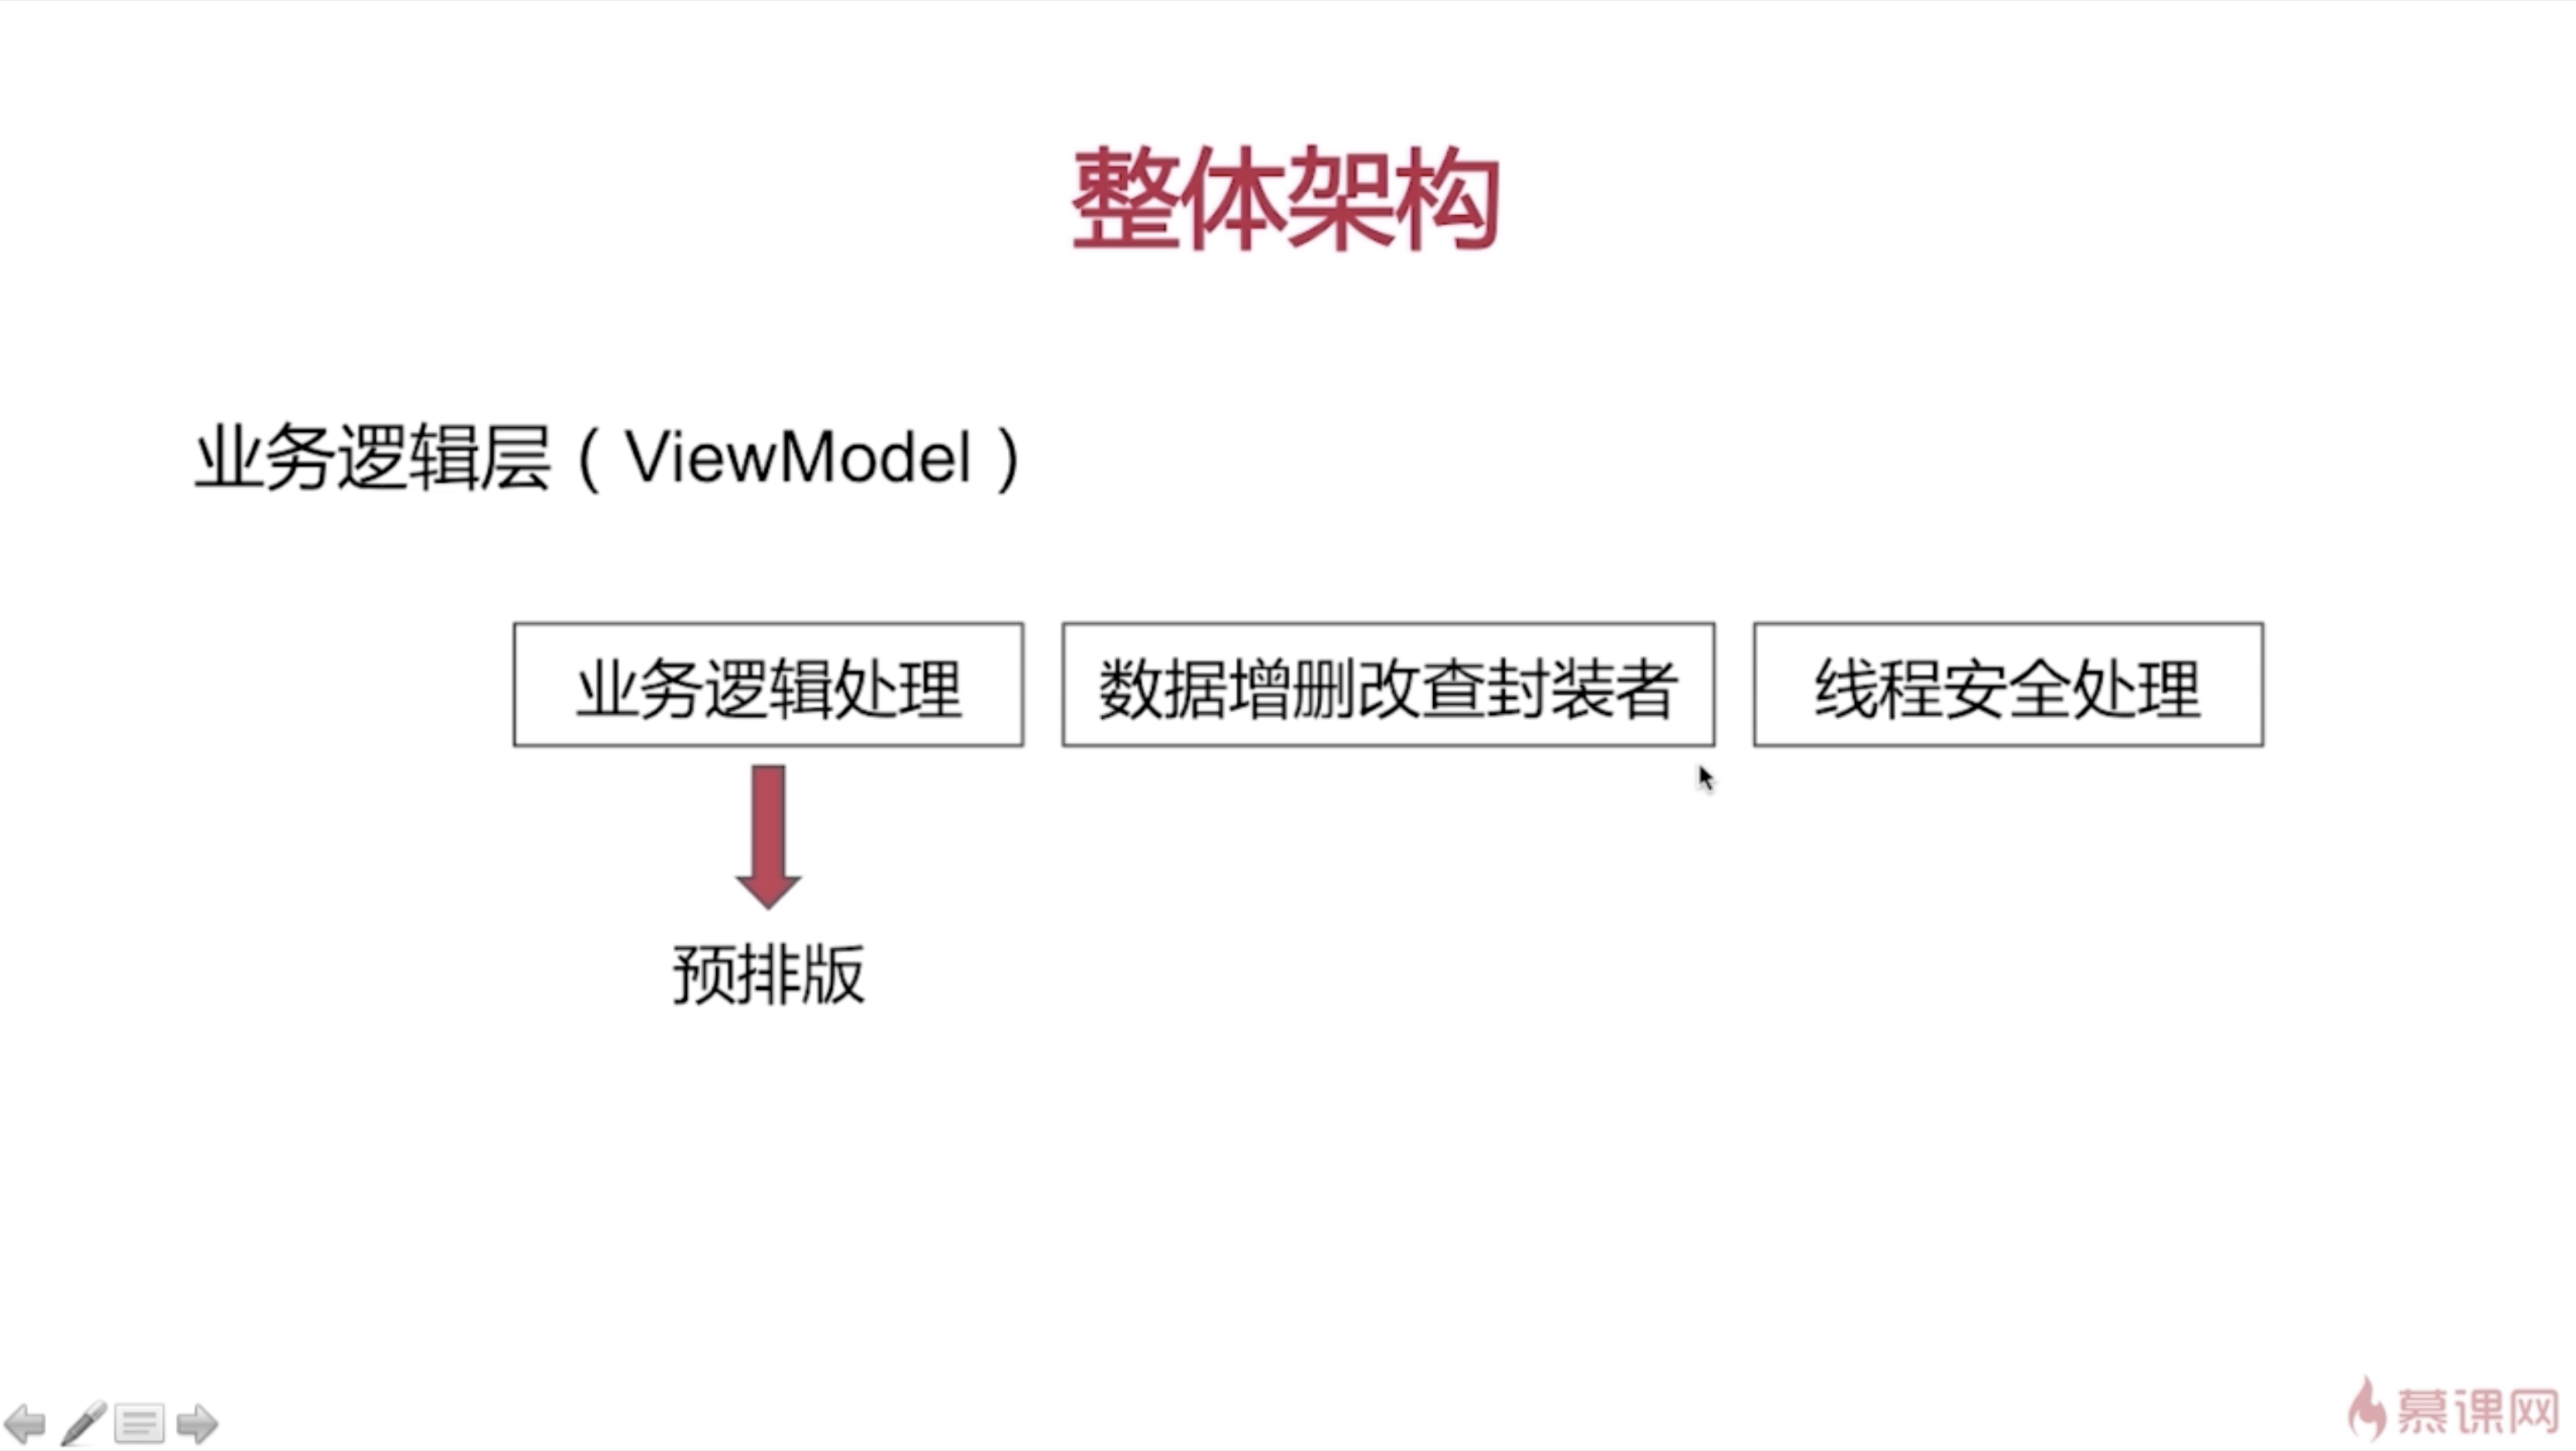 整体架构
业务逻辑层（ViewModel）
业务逻辑处理
数据增删改查封装者
线程安全处理
预排版
慕课网